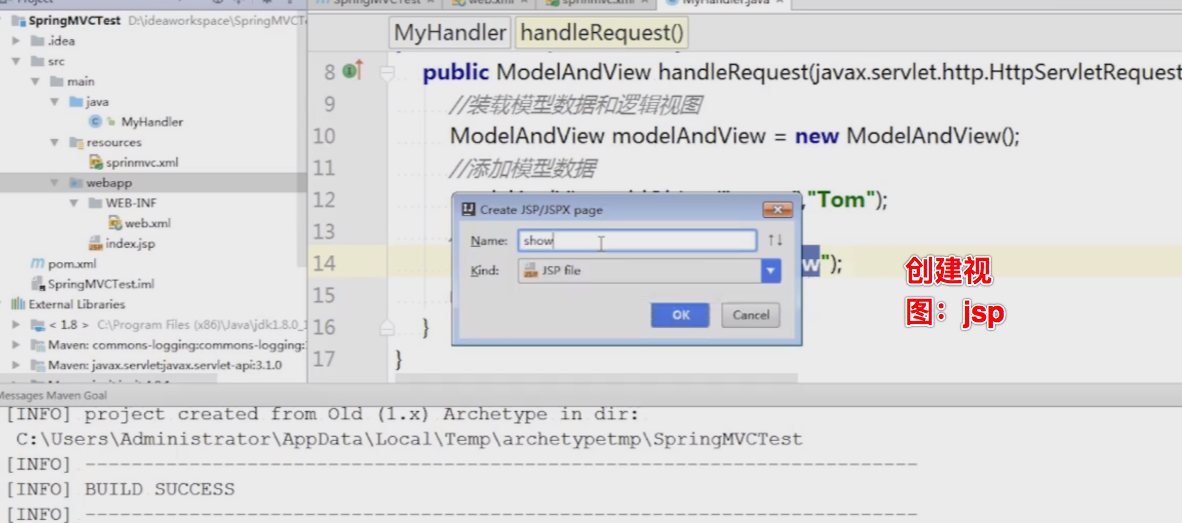 SpringMVCTest D:\ideaworkspace\SpringMVCT
.idea
src
main
java
MyHandler
resources
sprinmvc.xml
webapp
WEB-INF
web.xml
index.jsp
pom.xml
SpringMVCTest.iml
External Libraries
< 1.8 > C:\Program Files (x86)\Java\jdk1.8.0_1
Maven: commons-logging:commons-logging:
Maven: javax.servlet:javax.servlet-api:3.1.0
MyHandler handleRequest()
8 public ModelAndView handleRequest(javax.servlet.http.HttpServletRequest
9 //装载模型数据和逻辑视图
10 ModelAndView modelAndView = new ModelAndView();
11 //添加模型数据
12 ,"Tom");
13
14 w");
15
16 }
17 }
Create JSP/JSPX page
Name: show
Kind: JSP file
OK Cancel
创建视
图：jsp
Messages Maven Goal
[INFO] project created from Old (1.x) Archetype in dir:
C:\Users\Administrator\AppData\Local\Temp\archetypetmp\SpringMVCTest
[INFO] ------------------------------------------------------------------------
[INFO] BUILD SUCCESS
[INFO] ------------------------------------------------------------------------